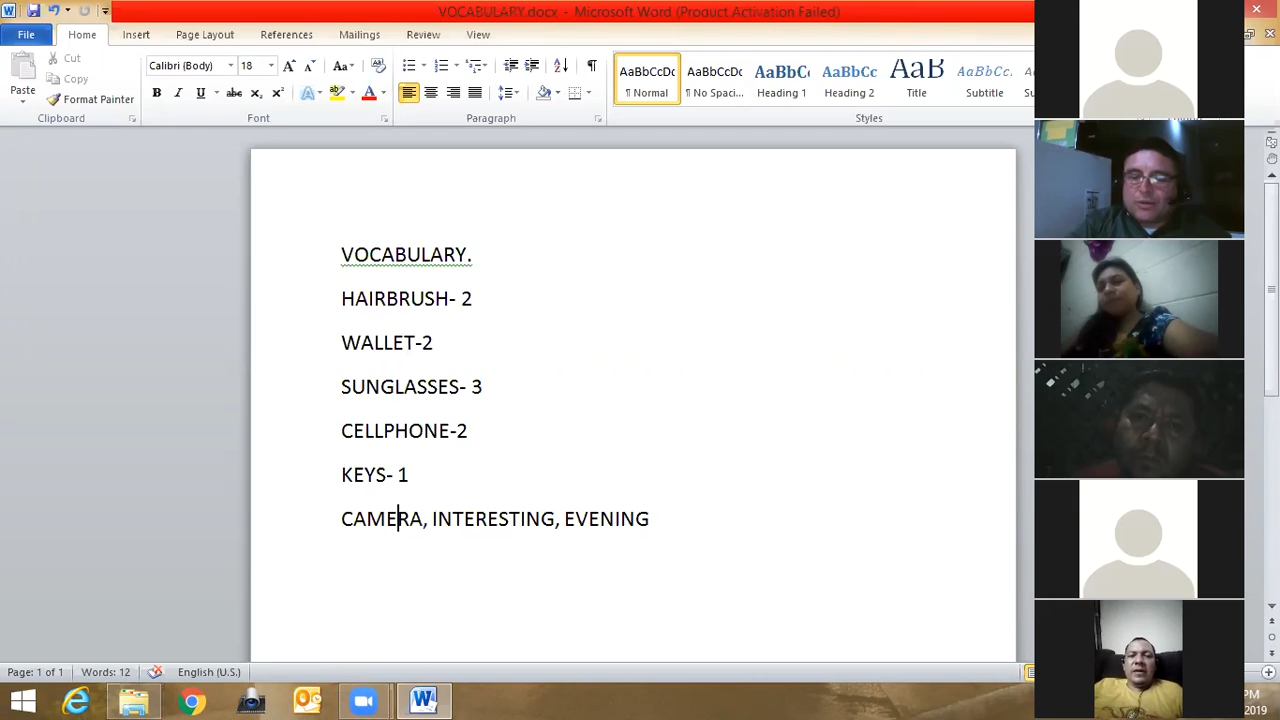 VOCABULARY.docx - Microsoft Word (Product Activation Failed)
File Home Insert Page Layout References Mailings Review View
Cut
Copy
Paste
Format Painter
Calibri (Body) 18
AaBbCcDc AaBbCcDc AaBbC AaBbCc AaB AaBbCcL
¶ Normal ¶ No Spaci... Heading 1 Heading 2 Title Subtitle
Clipboard Font Paragraph Styles
VOCABULARY.
HAIRBRUSH- 2
WALLET-2
SUNGLASSES- 3
CELLPHONE-2
KEYS- 1
CAMERA, INTERESTING, EVENING
Page: 1 of 1 Words: 12 English (U.S.)
PM
2019